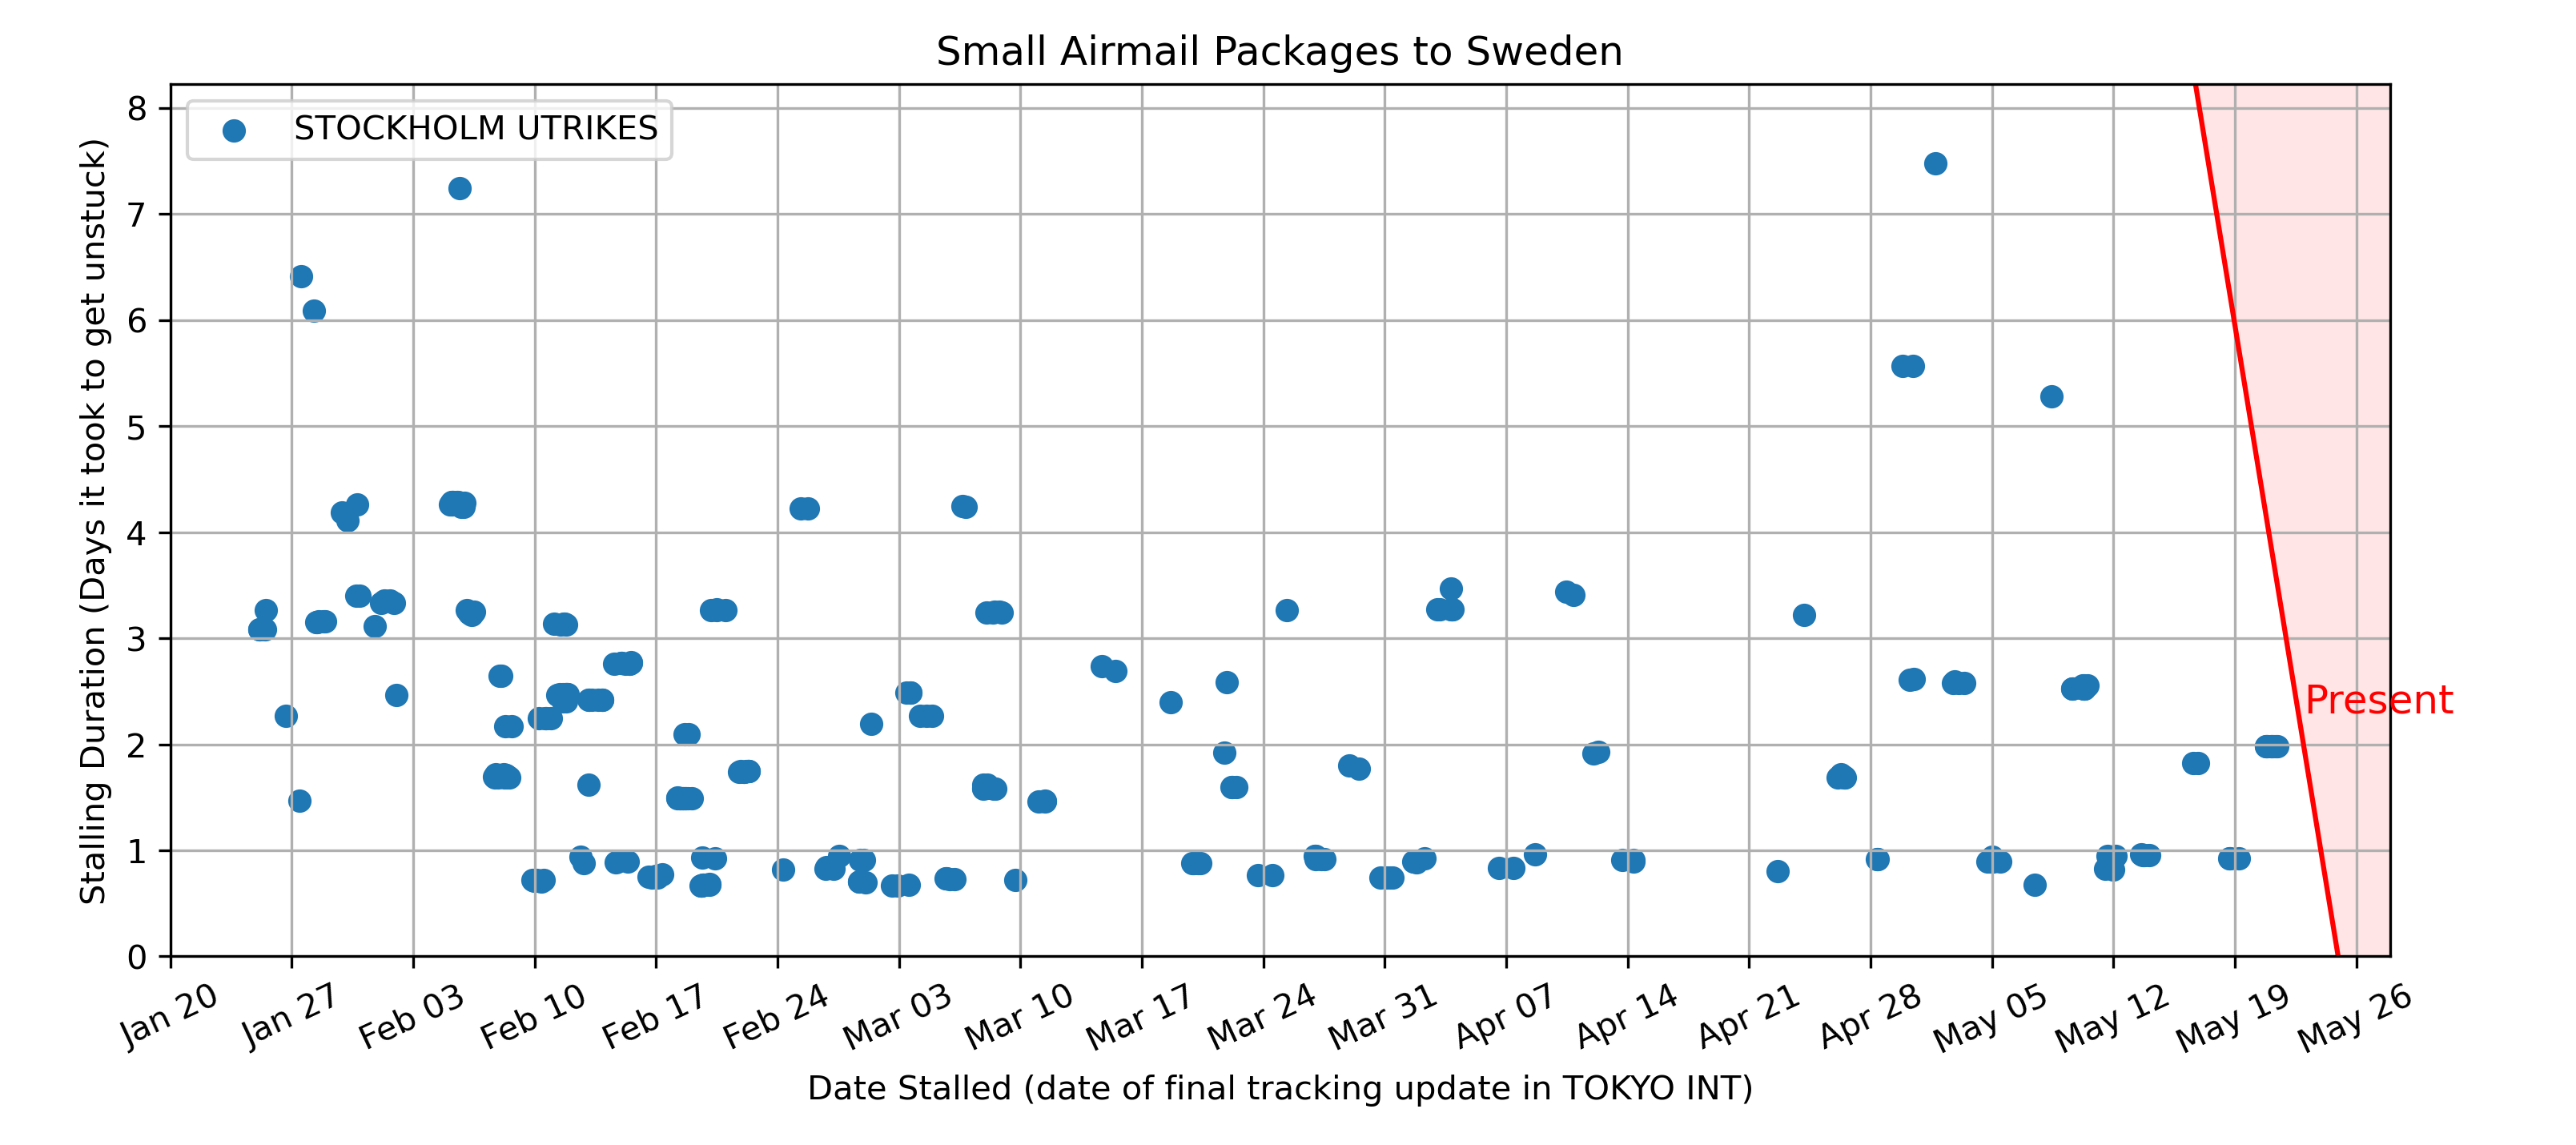 Small Airmail Packages to Sweden
STOCKHOLM UTRIKES
Stalling Duration (Days it took to get unstuck)
8
7
6
5
4
3
2
1
0
Present
Jan 20
Jan 27
Feb 03
Feb 10
Feb 17
Feb 24
Mar 03
Mar 10
Mar 17
Mar 24
Mar 31
Apr 07
Apr 14
Apr 21
Apr 28
May 05
May 12
May 19
May 26
Date Stalled (date of final tracking update in TOKYO INT)